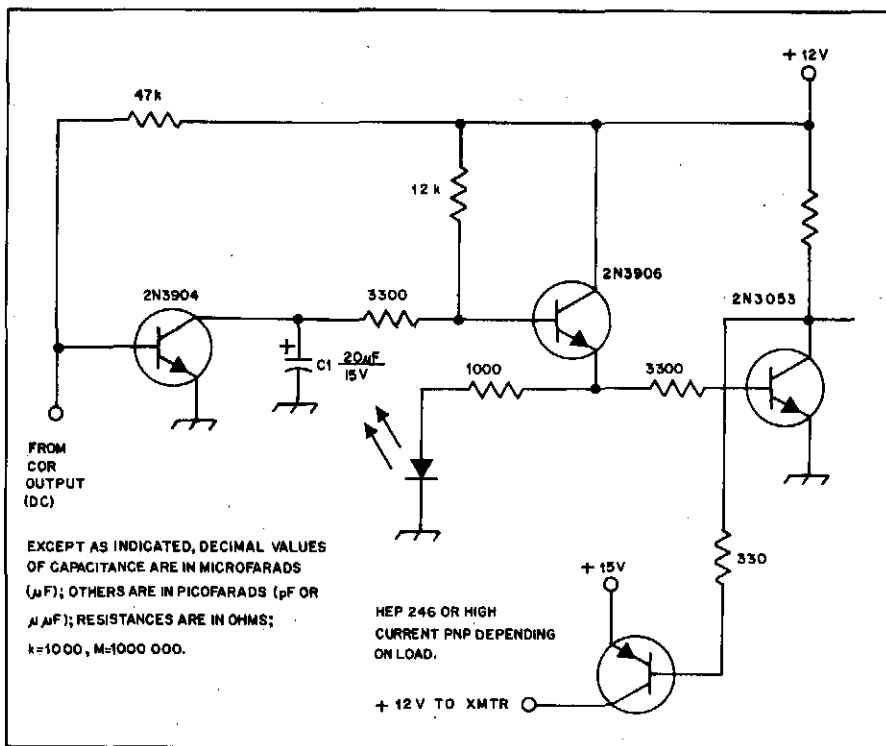 + 12V
47k
12 k
2N3906
2N3904
3300
2N3053
+
C1 20µF
15V
1000
3300
FROM
COR
OUTPUT
(DC)
EXCEPT AS INDICATED, DECIMAL VALUES
OF CAPACITANCE ARE IN MICROFARADS
(µF); OTHERS ARE IN PICOFARADS (pF OR
µµF); RESISTANCES ARE IN OHMS;
k=1000, M=1000 000.
+ 15V
330
HEP 246 OR HIGH
CURRENT PNP DEPENDING
ON LOAD.
+ 12V TO XMTR